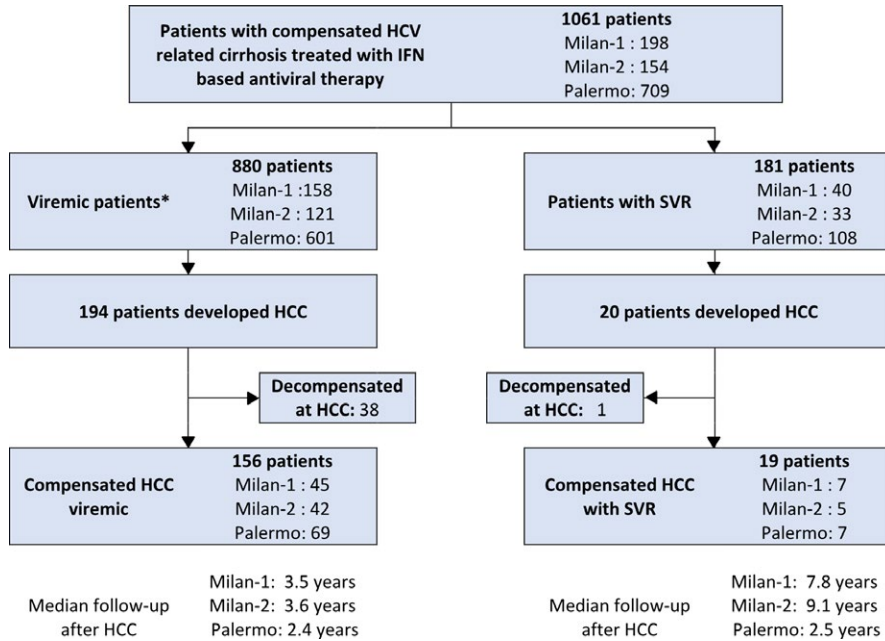 Patients with compensated HCV
related cirrhosis treated with IFN
based antiviral therapy
1061 patients
Milan-1 : 198
Milan-2 : 154
Palermo: 709
Viremic patients*
880 patients
Milan-1 :158
Milan-2 : 121
Palermo: 601
Patients with SVR
181 patients
Milan-1 : 40
Milan-2 : 33
Palermo: 108
194 patients developed HCC
20 patients developed HCC
Decompensated
at HCC: 38
Decompensated
at HCC: 1
Compensated HCC
viremic
156 patients
Milan-1 : 45
Milan-2 : 42
Palermo: 69
Compensated HCC
with SVR
19 patients
Milan-1 : 7
Milan-2 : 5
Palermo: 7
Median follow-up
after HCC
Milan-1: 3.5 years
Milan-2: 3.6 years
Palermo: 2.4 years
Median follow-up
after HCC
Milan-1: 7.8 years
Milan-2: 9.1 years
Palermo: 2.5 years